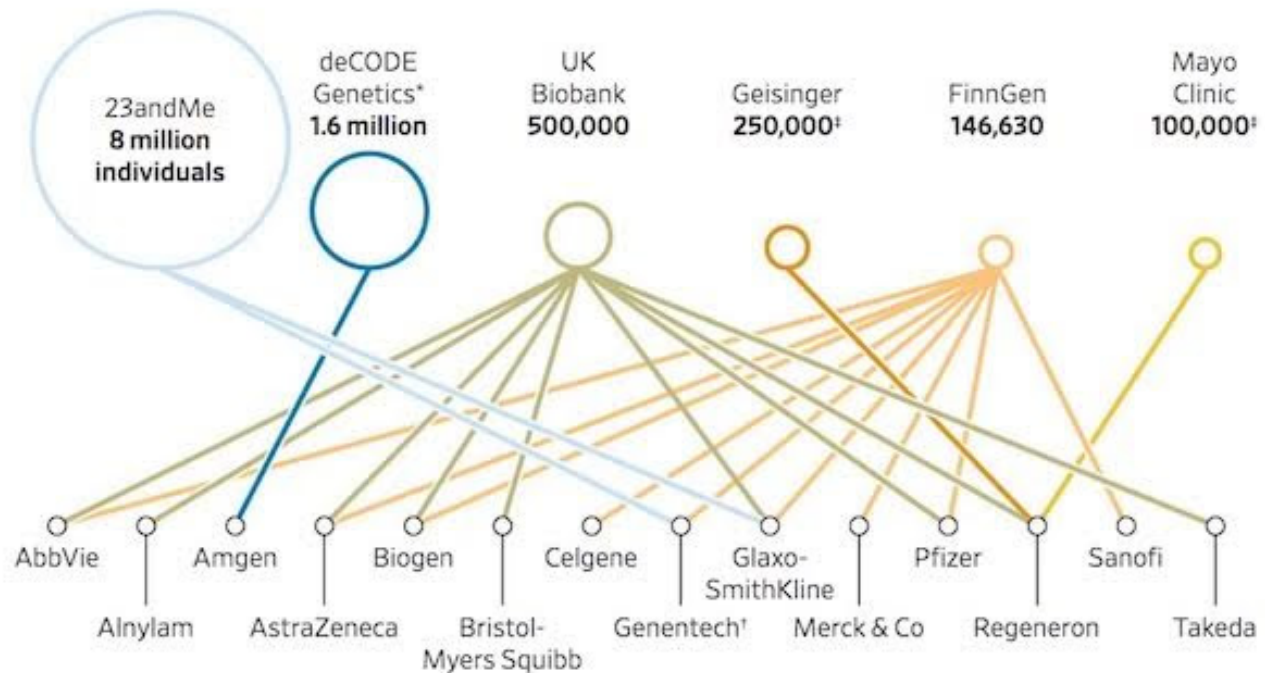 23andMe
8 million
individuals
deCODE
Genetics*
1.6 million
UK
Biobank
500,000
Geisinger
250,000‡
FinnGen
146,630
Mayo
Clinic
100,000‡
AbbVie
Alnylam
Amgen
AstraZeneca
Biogen
Bristol-
Myers Squibb
Celgene
Genentech†
Glaxo-
SmithKline
Merck & Co
Pfizer
Regeneron
Sanofi
Takeda